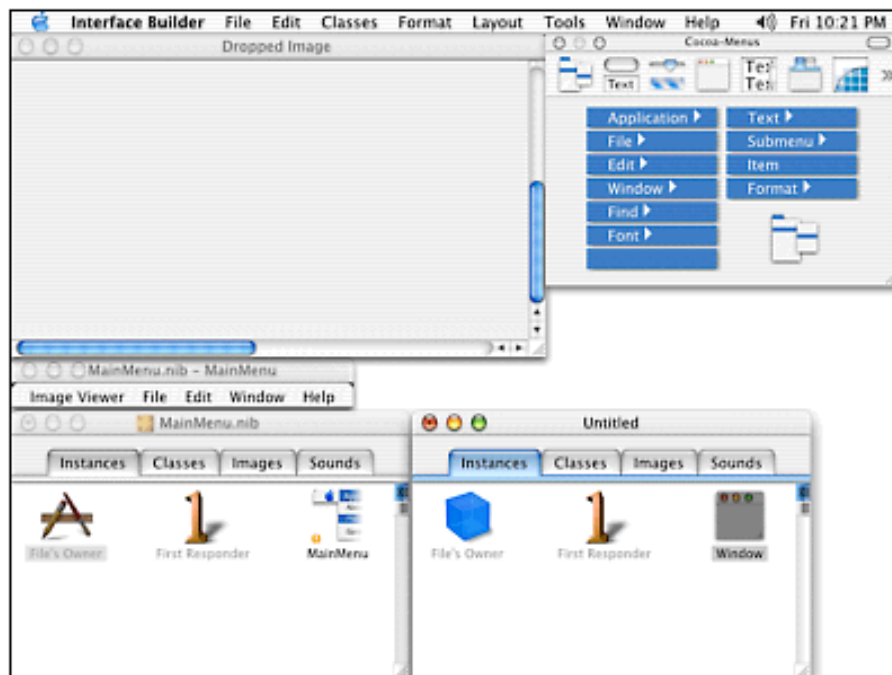 Interface Builder File Edit Classes Format Layout Tools Window Help Fri 10:21 PM
Dropped Image
Cocoa-Menus
Text
Application Text
File Submenu
Edit Item
Window Format
Find
Font
MainMenu.nib - MainMenu
Image Viewer File Edit Window Help
MainMenu.nib
Instances Classes Images Sounds
File's Owner First Responder MainMenu
Untitled
Instances Classes Images Sounds
File's Owner First Responder Window